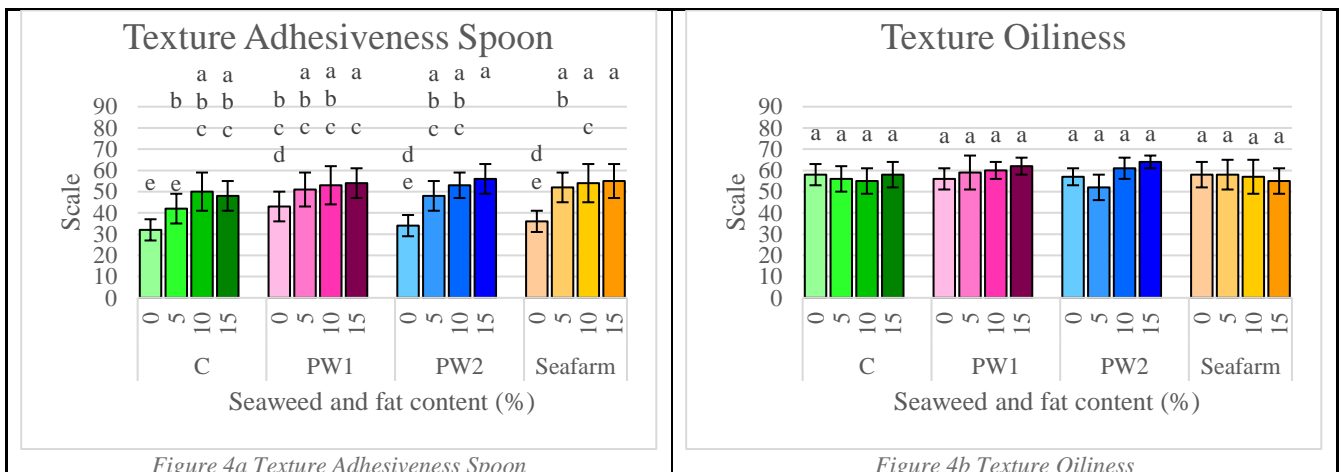 Texture Adhesiveness Spoon
a a a a a a a a a a a
b b b b b b b b b
c c c c c c c c c
d d d
e e e e
90
80
70
60
50
40
30
20
10
0
Scale
0 5 10 15 0 5 10 15 0 5 10 15 0 5 10 15
C PW1 PW2 Seafarm
Seaweed and fat content (%)
Figure 4a Texture Adhesiveness Spoon
Texture Oiliness
a a a a a a a a a a a a a a a a
90
80
70
60
50
40
30
20
10
0
Scale
0 5 10 15 0 5 10 15 0 5 10 15 0 5 10 15
C PW1 PW2 Seafarm
Seaweed and fat content (%)
Figure 4b Texture Oiliness